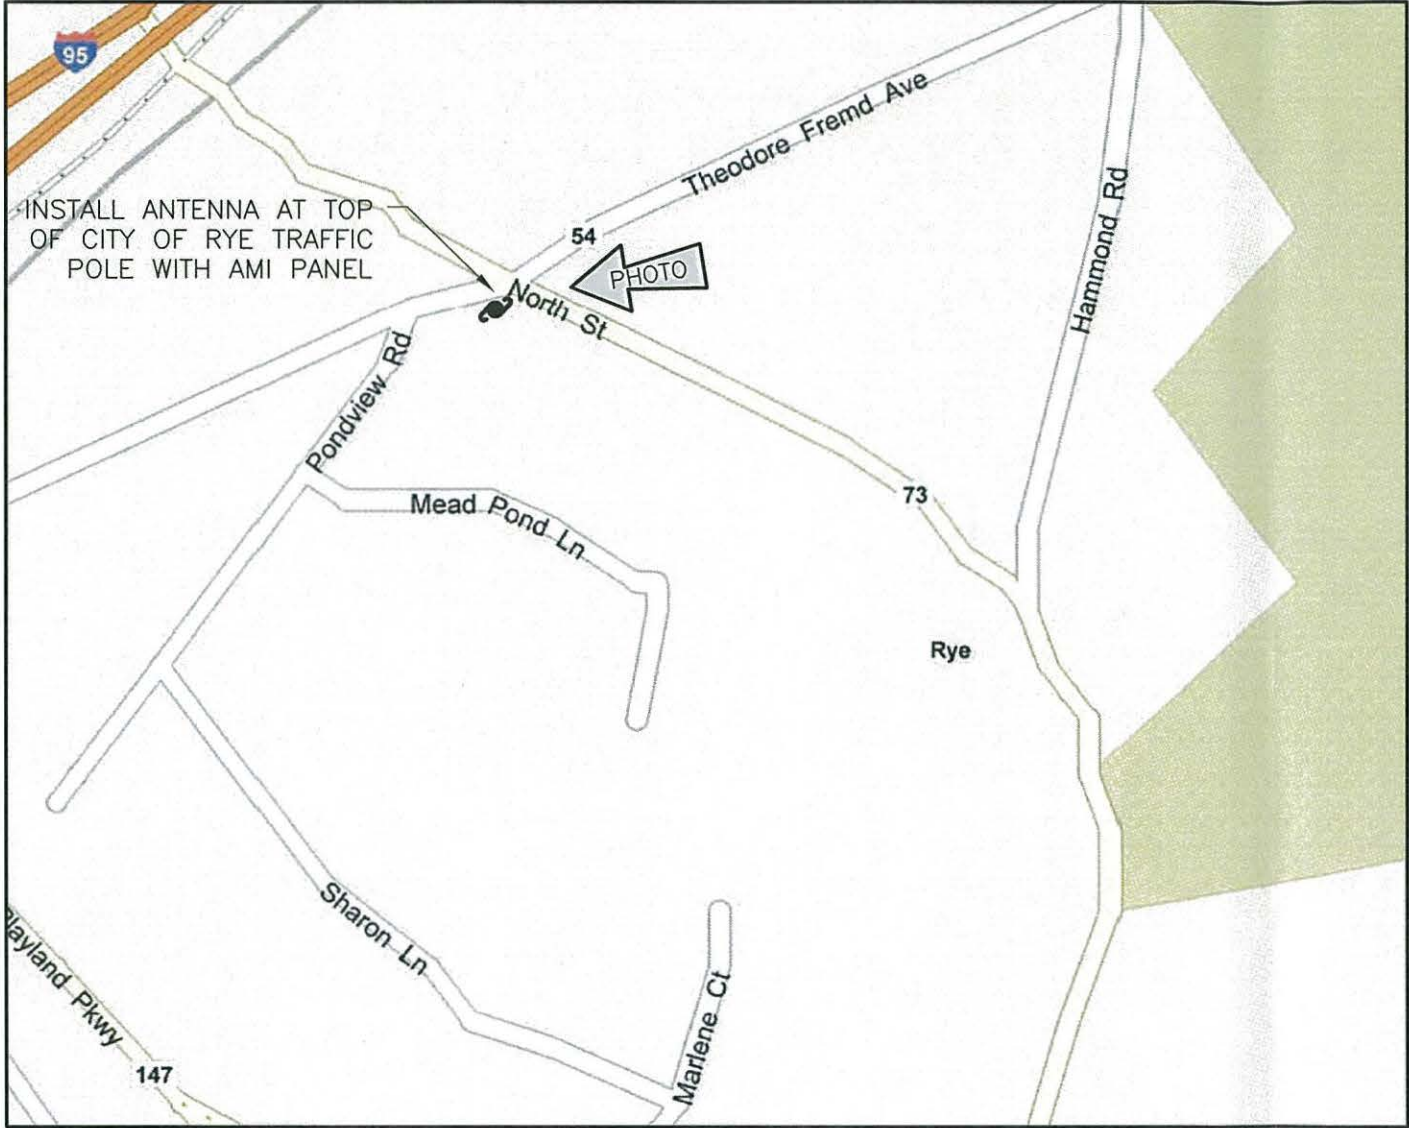 95
Theodore Fremd Ave
INSTALL ANTENNA AT TOP
OF CITY OF RYE TRAFFIC
POLE WITH AMI PANEL
54
PHOTO
North St
Hammond Rd
Pondview Rd
Mead Pond Ln
73
Rye
Sharon Ln
Playland Pkwy
Marlene Ct
147